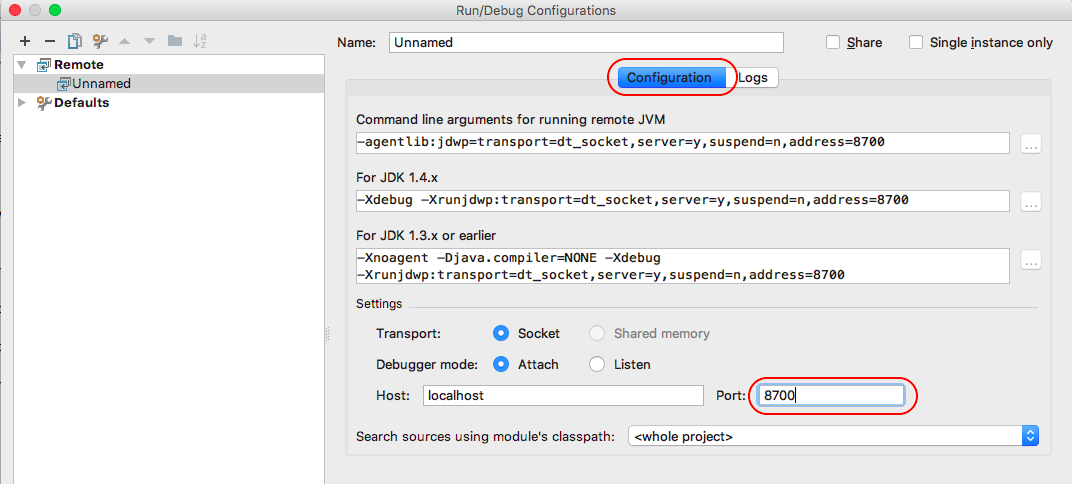 Run/Debug Configurations
Name: Unnamed Share Single instance only
Remote
Unnamed
Defaults
Configuration Logs
Command line arguments for running remote JVM
-agentlib:jdwp=transport=dt_socket,server=y,suspend=n,address=8700
...
For JDK 1.4.x
-Xdebug -Xrunjdwp:transport=dt_socket,server=y,suspend=n,address=8700
...
For JDK 1.3.x or earlier
-Xnoagent -Djava.compiler=NONE -Xdebug
-Xrunjdwp:transport=dt_socket,server=y,suspend=n,address=8700
...
Settings
Transport: Socket Shared memory
Debugger mode: Attach Listen
Host: localhost Port: 8700
Search sources using module's classpath: <whole project>